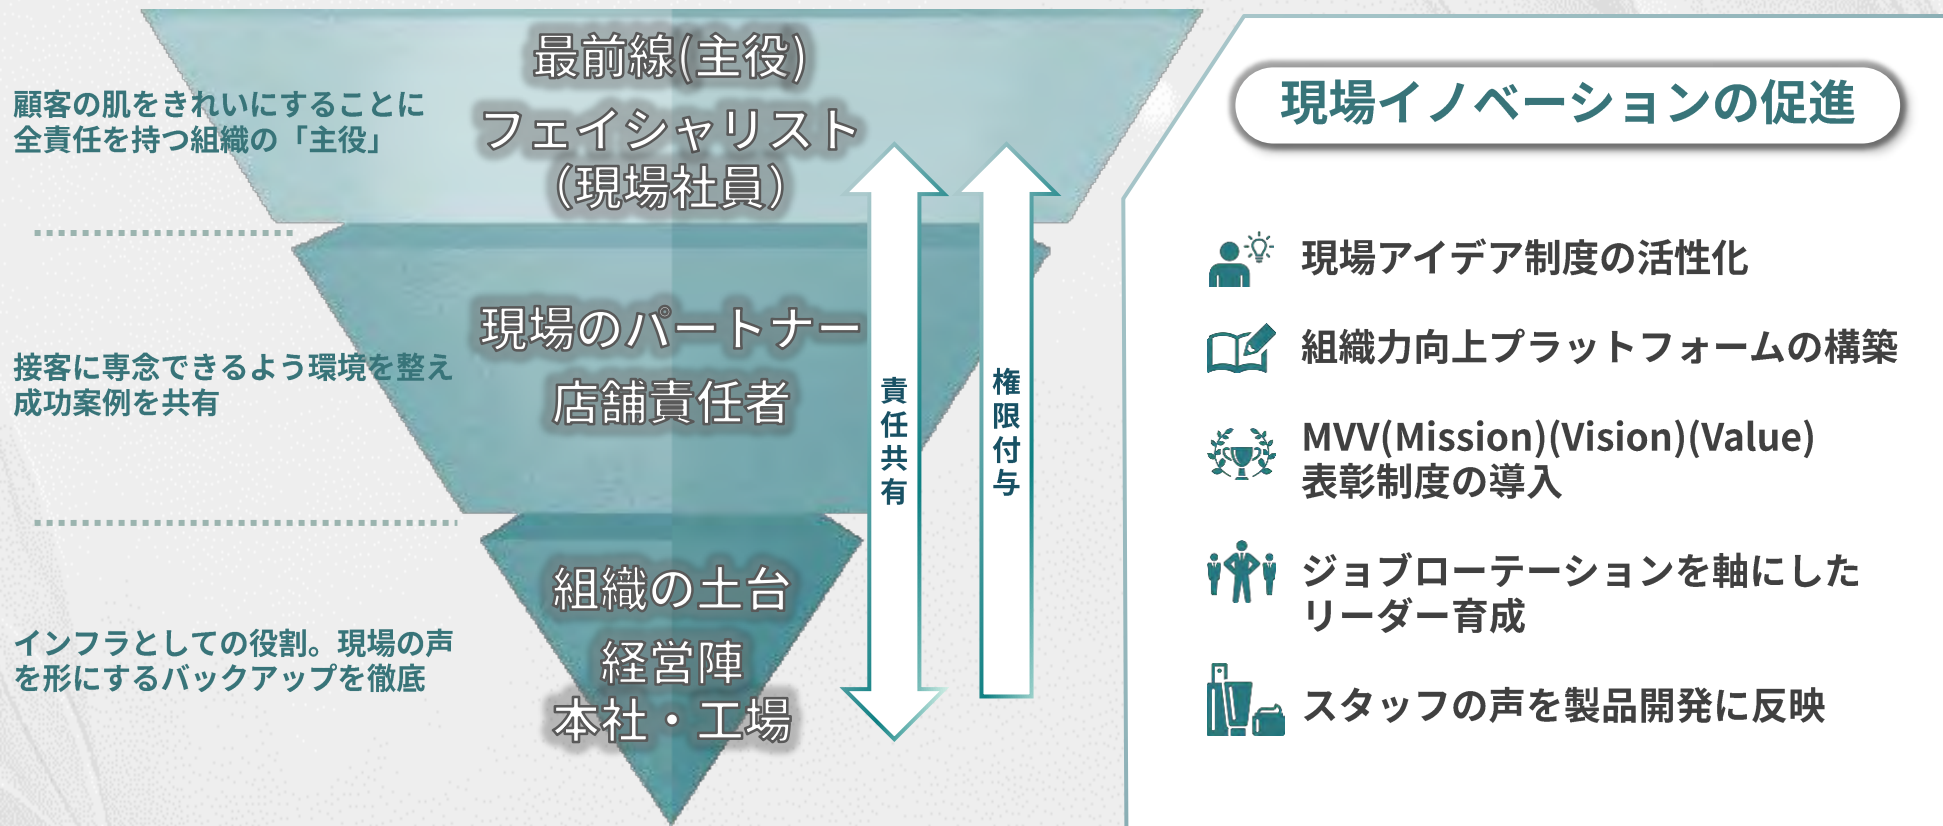 最前線(主役)
フェイシャリスト
（現場社員）
顧客の肌をきれいにすることに
全責任を持つ組織の「主役」
現場のパートナー
店舗責任者
接客に専念できるよう環境を整え
成功案例を共有
組織の土台
経営陣
本社・工場
インフラとしての役割。現場の声
を形にするバックアップを徹底
責任共有
権限付与
現場イノベーションの促進
現場アイデア制度の活性化
組織力向上プラットフォームの構築
MVV(Mission)(Vision)(Value)
表彰制度の導入
ジョブローテーションを軸にした
リーダー育成
スタッフの声を製品開発に反映